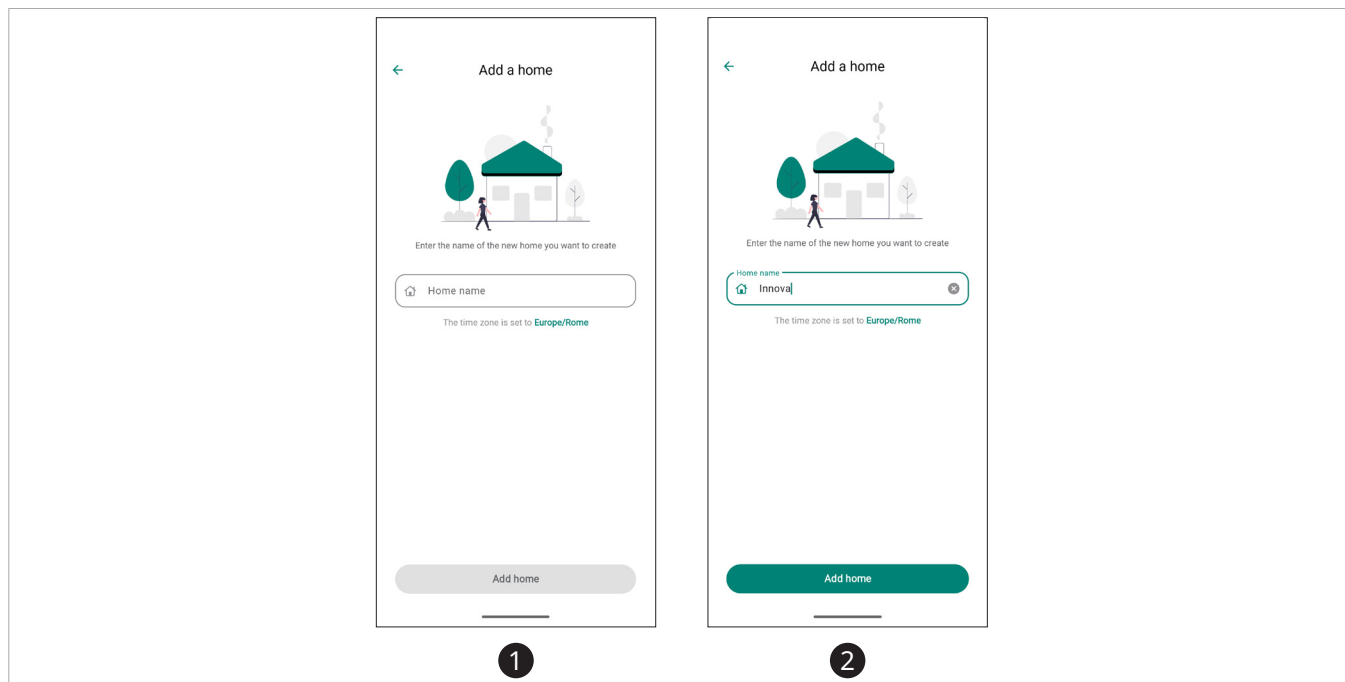 Add a home
Enter the name of the new home you want to create
Home name
The time zone is set to Europe/Rome
Add home
1
Add a home
Enter the name of the new home you want to create
Home name
Innova
The time zone is set to Europe/Rome
Add home
2